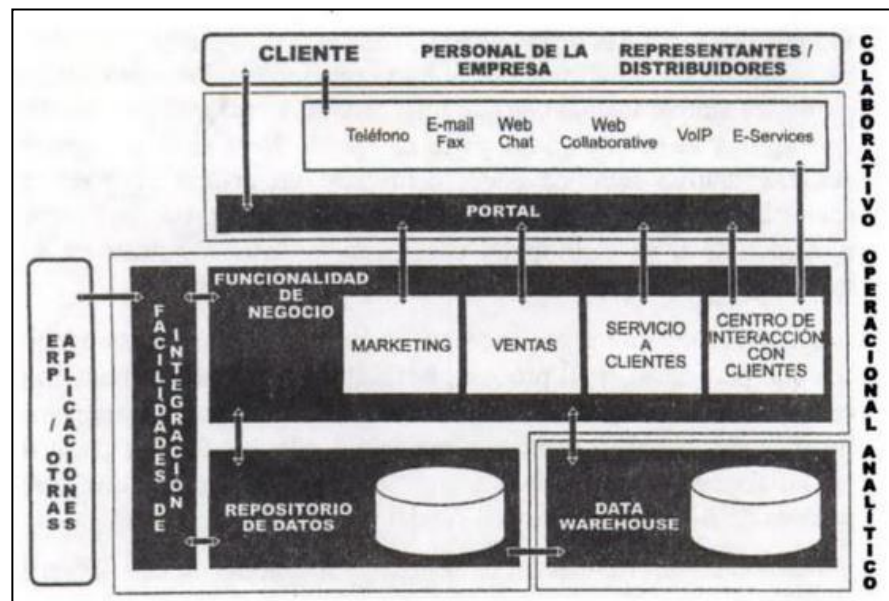 CLIENTE
PERSONAL DE LA
EMPRESA
REPRESENTANTES /
DISTRIBUIDORES
Teléfono
E-mail
Fax
Web
Chat
Web
Collaborative
VoIP
E-Services
PORTAL
COLABORATIVO
FUNCIONALIDAD
DE
NEGOCIO
MARKETING
VENTAS
SERVICIO
A
CLIENTES
CENTRO DE
INTERACCIÓN
CON
CLIENTES
OPERACIONAL
ERP / OTRAS
APLICACIONES
FACILIDADES DE
INTEGRACIÓN
REPOSITORIO
DE DATOS
DATA
WAREHOUSE
ANALÍTICO